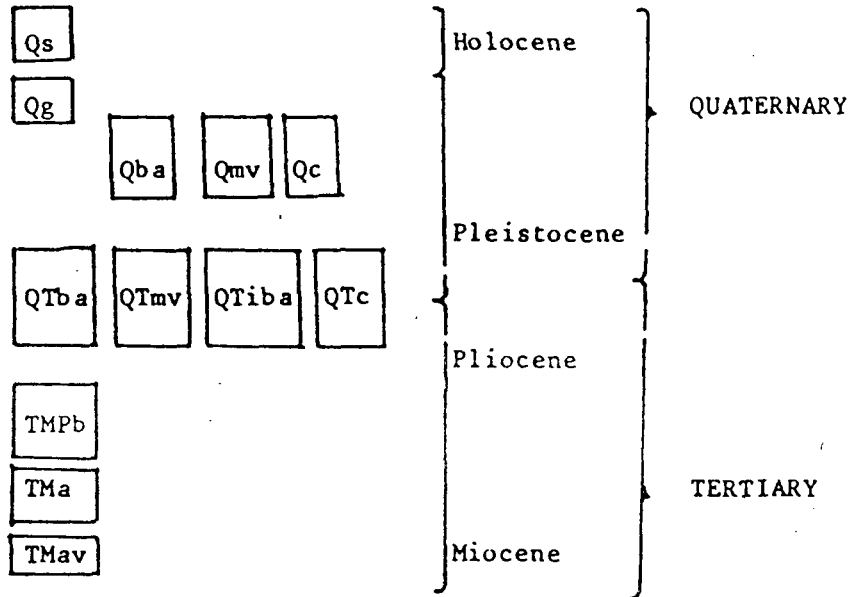 Qs Holocene
Qg QUATERNARY
Qba Qmv Qc
Pleistocene
QTba QTmv QTiba QTc
Pliocene
TMPb
TMa TERTIARY
TMav Miocene